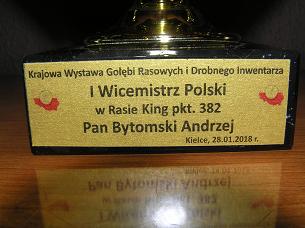 Krajowa Wystawa Gołębi Rasowych i Drobnego Inwentarza
I Wicemistrz Polski
w Rasie King pkt. 382
Pan Bytomski Andrzej
Kielce, 28.01.2018 r.